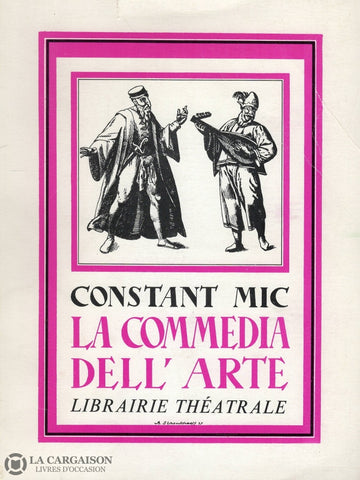 CONSTANT MIC
LA COMMEDIA
DELL'ARTE
LIBRAIRIE THÉATRALE
LA CARGAISON
LIVRES D'OCCASION